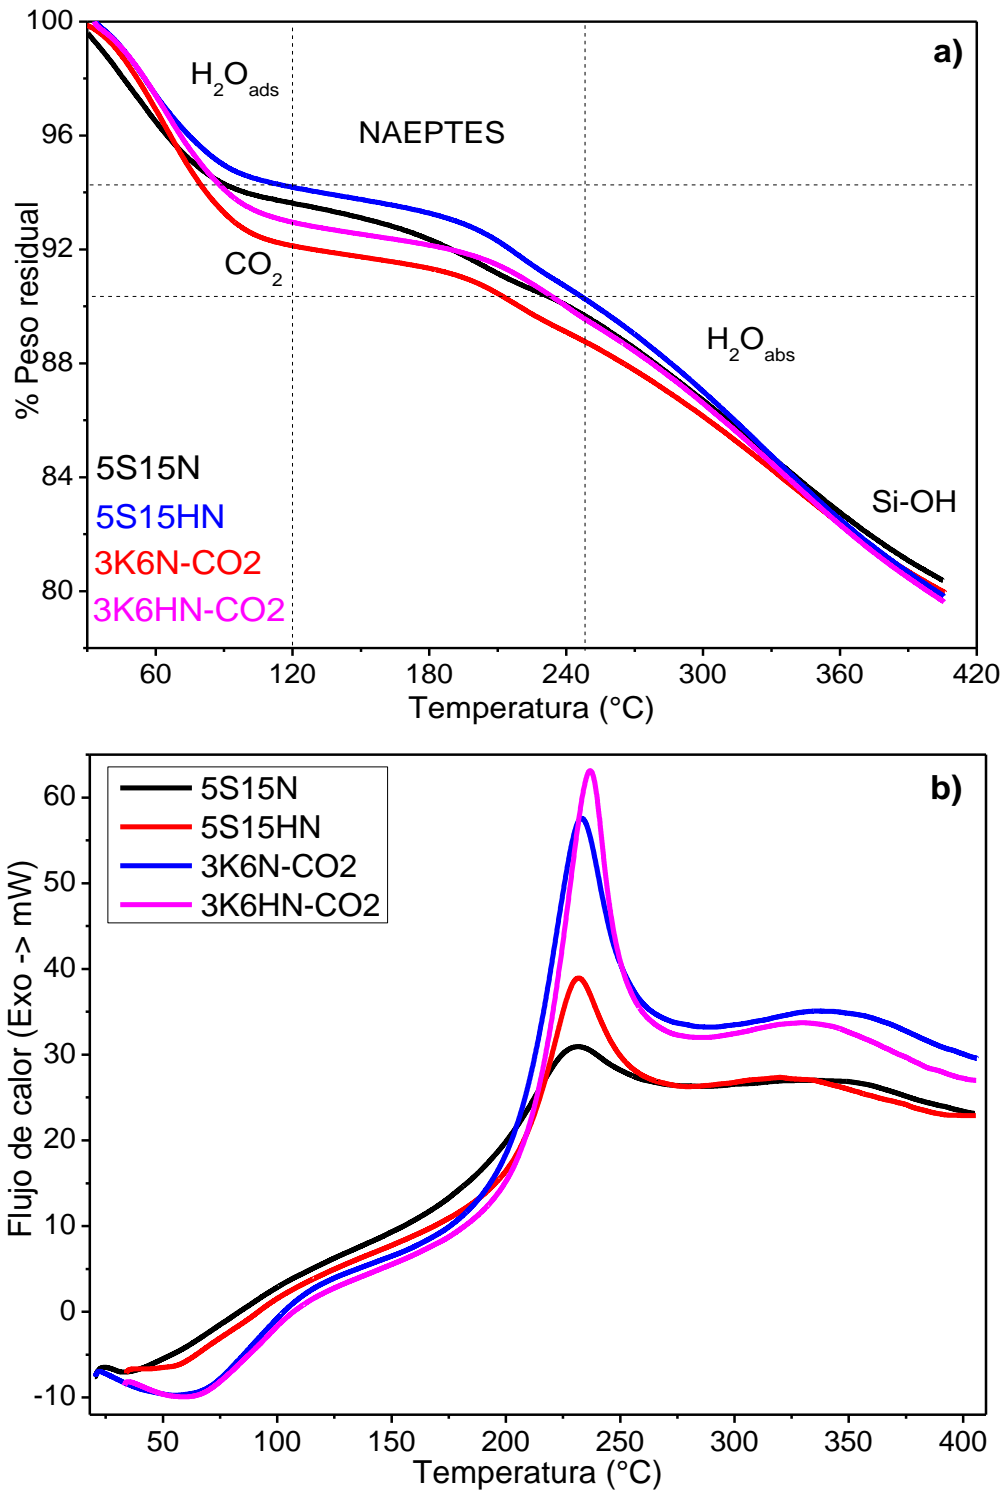 a)
H₂Oads
NAEPTES
CO₂
H₂Oabs
Si-OH
5S15N
5S15HN
3K6N-CO2
3K6HN-CO2
% Peso residual
100
96
92
88
84
80
60 120 180 240 300 360 420
Temperatura (°C)
b)
5S15N
5S15HN
3K6N-CO2
3K6HN-CO2
Flujo de calor (Exo -> mW)
60
50
40
30
20
10
0
-10
50 100 150 200 250 300 350 400
Temperatura (°C)